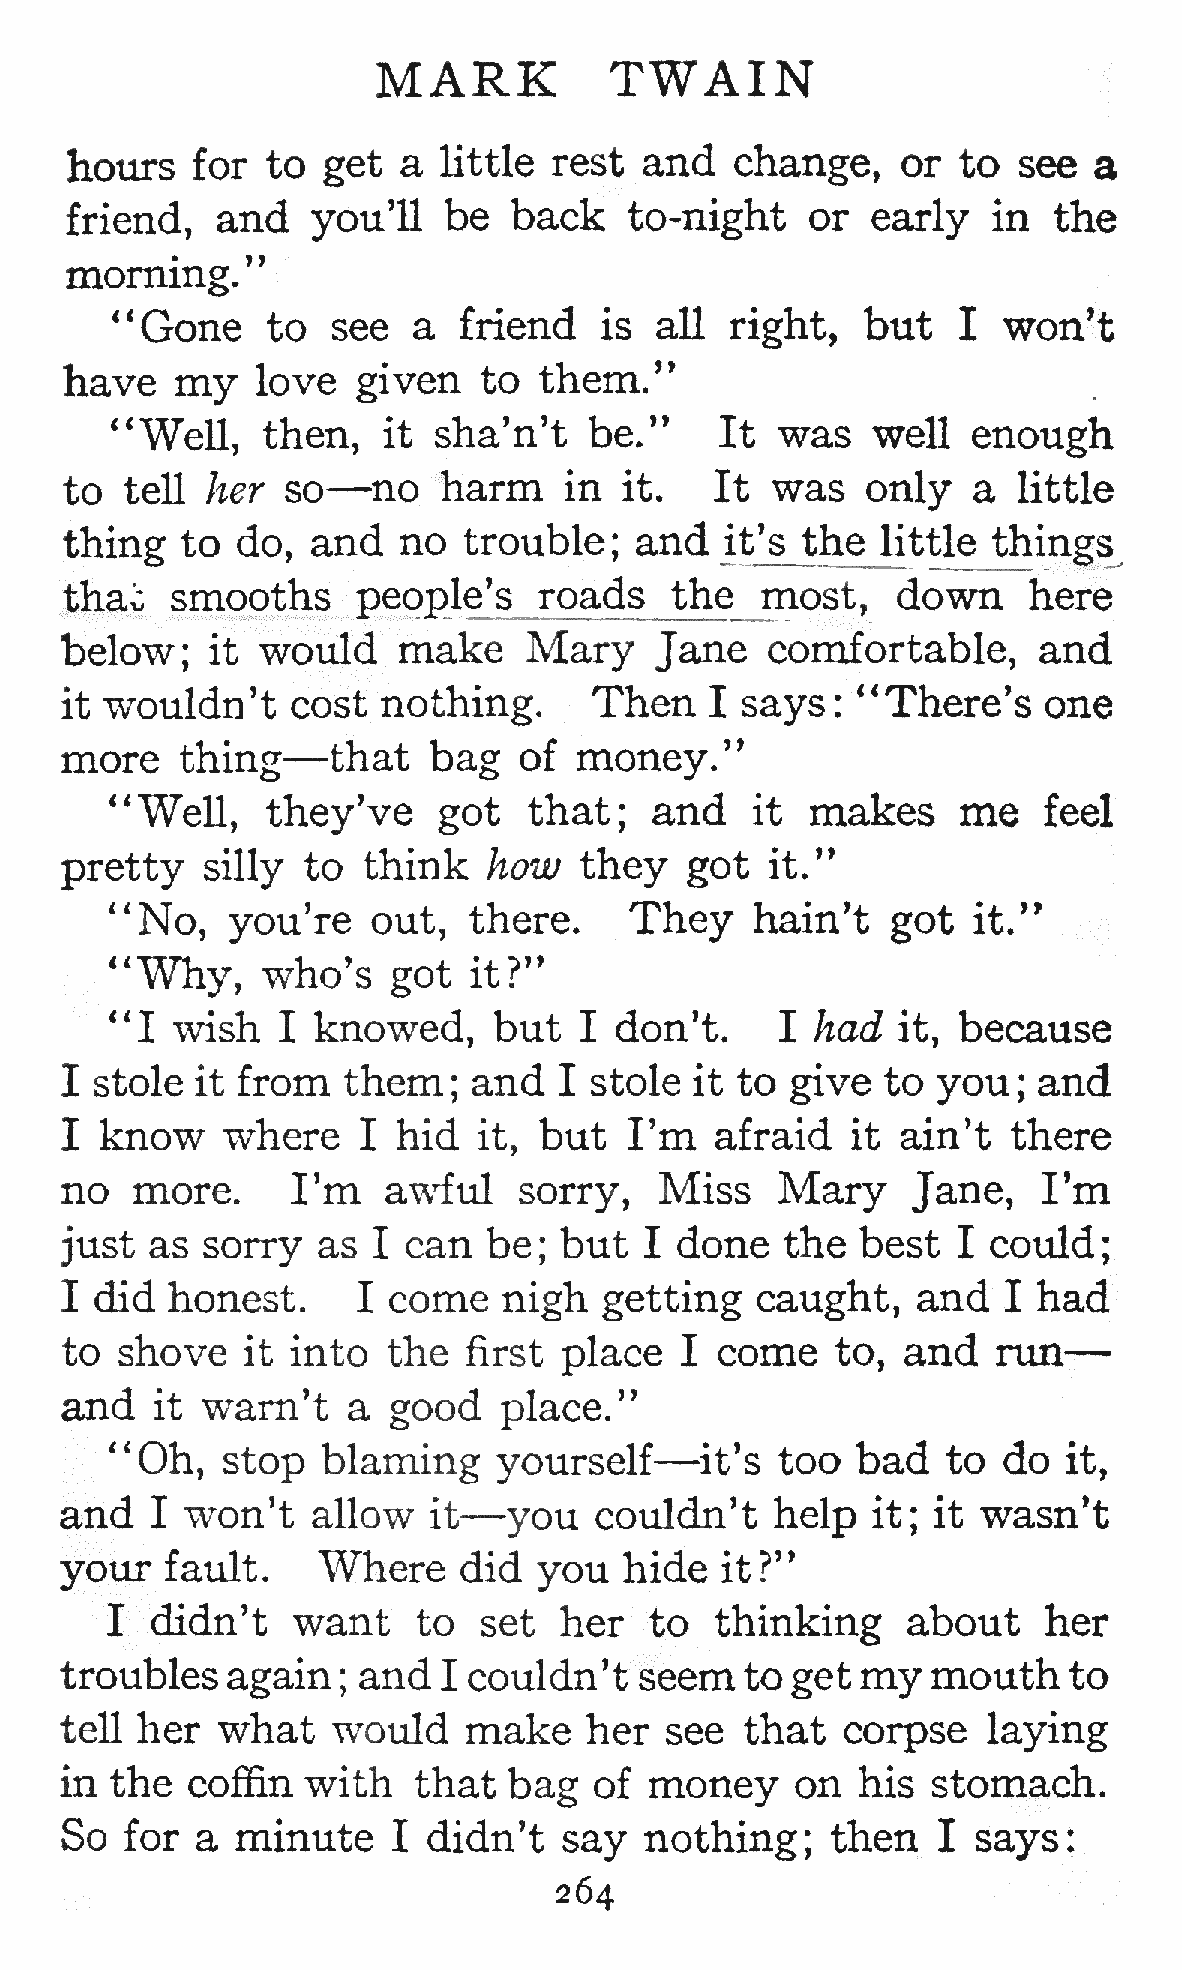 MARK TWAIN
hours for to get a little rest and change, or to see a
friend, and you'll be back to-night or early in the
morning."
"Gone to see a friend is all right, but I won't
have my love given to them."
"Well, then, it sha'n't be." It was well enough
to tell her so—no harm in it. It was only a little
thing to do, and no trouble; and it's the little things
that smooths people's roads the most, down here
below; it would make Mary Jane comfortable, and
it wouldn't cost nothing. Then I says: "There's one
more thing—that bag of money."
"Well, they've got that; and it makes me feel
pretty silly to think how they got it."
"No, you're out, there. They hain't got it."
"Why, who's got it?"
"I wish I knowed, but I don't. I had it, because
I stole it from them; and I stole it to give to you; and
I know where I hid it, but I'm afraid it ain't there
no more. I'm awful sorry, Miss Mary Jane, I'm
just as sorry as I can be; but I done the best I could;
I did honest. I come nigh getting caught, and I had
to shove it into the first place I come to, and run—
and it warn't a good place."
"Oh, stop blaming yourself—it's too bad to do it,
and I won't allow it—you couldn't help it; it wasn't
your fault. Where did you hide it?"
I didn't want to set her to thinking about her
troubles again; and I couldn't seem to get my mouth to
tell her what would make her see that corpse laying
in the coffin with that bag of money on his stomach.
So for a minute I didn't say nothing; then I says:
264